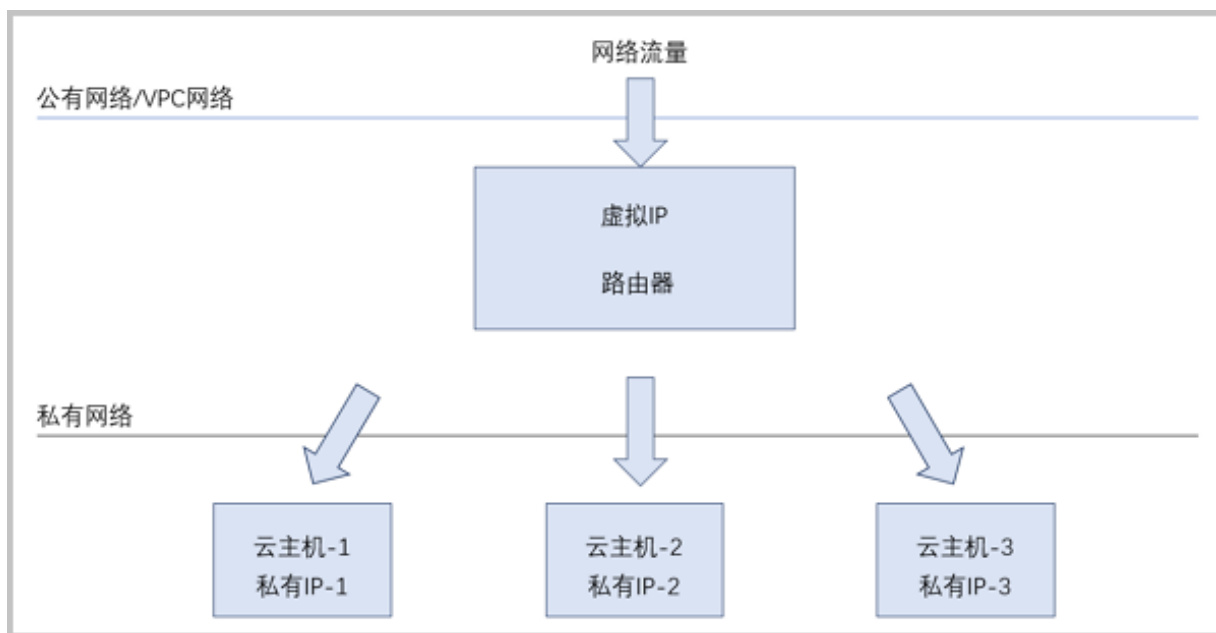 网络流量
公有网络/VPC网络
虚拟IP
路由器
私有网络
云主机-1
私有IP-1
云主机-2
私有IP-2
云主机-3
私有IP-3